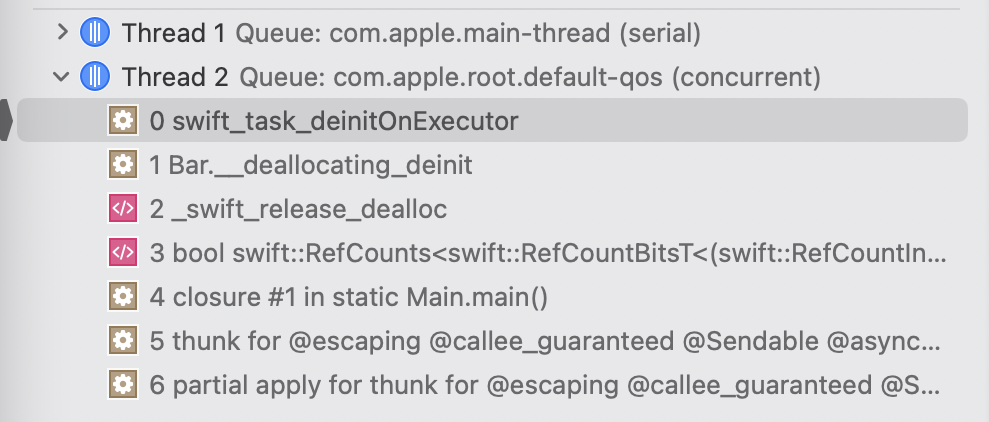 Thread 1 Queue: com.apple.main-thread (serial)
Thread 2 Queue: com.apple.root.default-qos (concurrent)
0 swift_task_deinitOnExecutor
1 Bar.__deallocating_deinit
2 _swift_release_dealloc
3 bool swift::RefCounts<swift::RefCountBitsT<(swift::RefCountIn...
4 closure #1 in static Main.main()
5 thunk for @escaping @callee_guaranteed @Sendable @async...
6 partial apply for thunk for @escaping @callee_guaranteed @S...